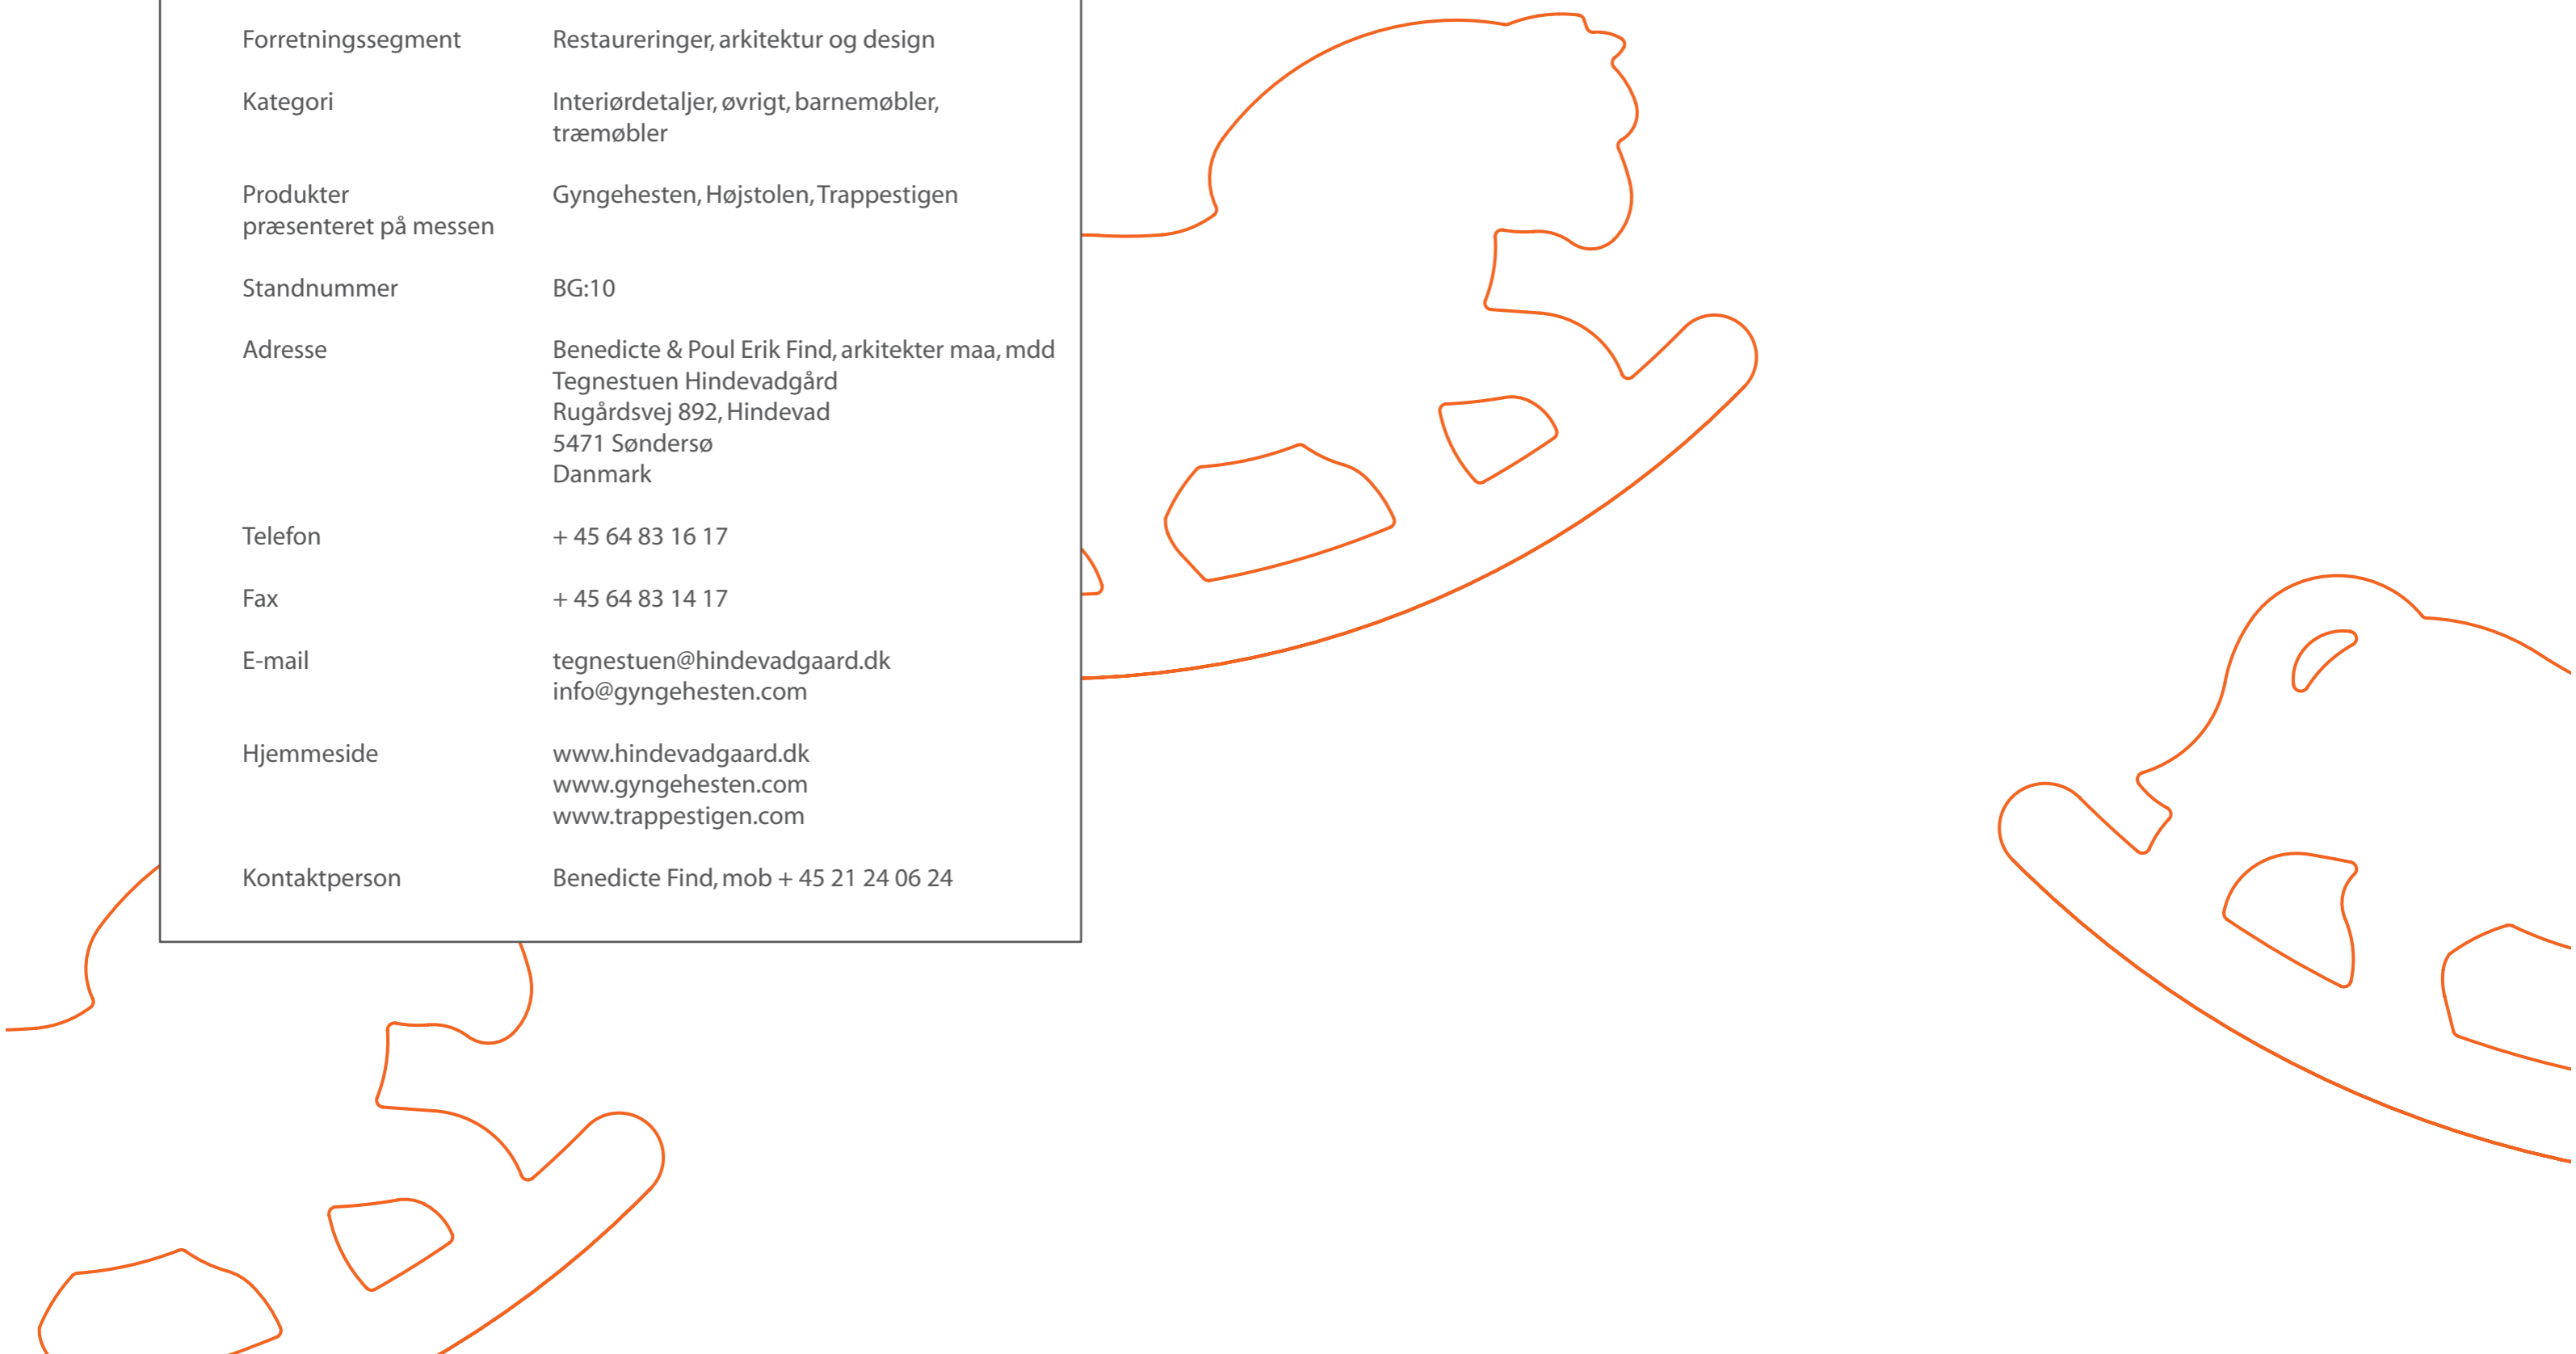 Forretningssegment Restaureringer, arkitektur og design
Kategori Interiørdetaljer, øvrigt, barnemøbler,
træmøbler
Produkter Gyngehesten, Højstolen, Trappestigen
præsenteret på messen
Standnummer BG:10
Adresse Benedicte & Poul Erik Find, arkitekter maa, mdd
Tegnestuen Hindevadgård
Rugårdsvej 892, Hindevad
5471 Søndersø
Danmark
Telefon + 45 64 83 16 17
Fax + 45 64 83 14 17
E-mail tegnestuen@hindevadgaard.dk
info@gyngehesten.com
Hjemmeside www.hindevadgaard.dk
www.gyngehesten.com
www.trappestigen.com
Kontaktperson Benedicte Find, mob + 45 21 24 06 24